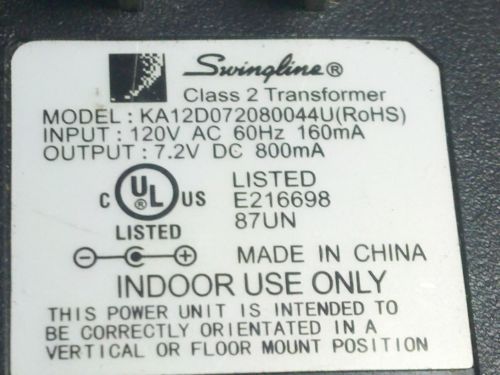 Swingline®
Class 2 Transformer
MODEL: KA12D072080044U(RoHS)
INPUT: 120V AC 60Hz 160mA
OUTPUT: 7.2V DC 800mA
C UL US LISTED
LISTED E216698
87UN
MADE IN CHINA
INDOOR USE ONLY
THIS POWER UNIT IS INTENDED TO
BE CORRECTLY ORIENTATED IN A
VERTICAL OR FLOOR MOUNT POSITION